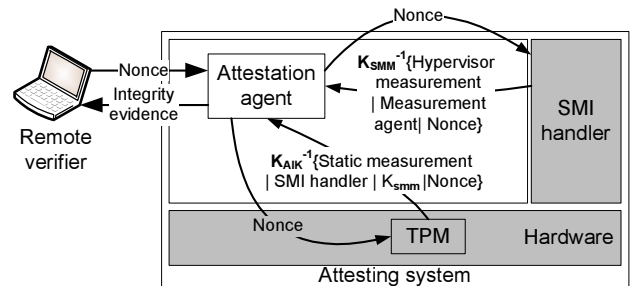 Nonce
K_SMM^-1{Hypervisor
measurement
| Measurement
agent| Nonce}
Nonce
Attestation
agent
Integrity
evidence
SMI
handler
Remote
verifier
K_AIK^-1{Static measurement
| SMI handler | K_smm |Nonce}
Nonce
TPM
Hardware
Attesting system